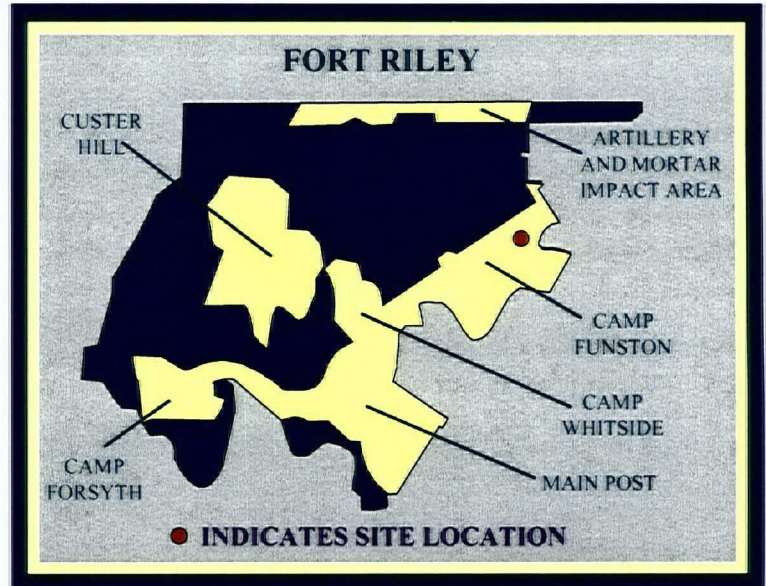 FORT RILEY
CUSTER
HILL
ARTILLERY
AND MORTAR
IMPACT AREA
CAMP
FUNSTON
CAMP
WHITSIDE
CAMP
FORSYTH
MAIN POST
INDICATES SITE LOCATION